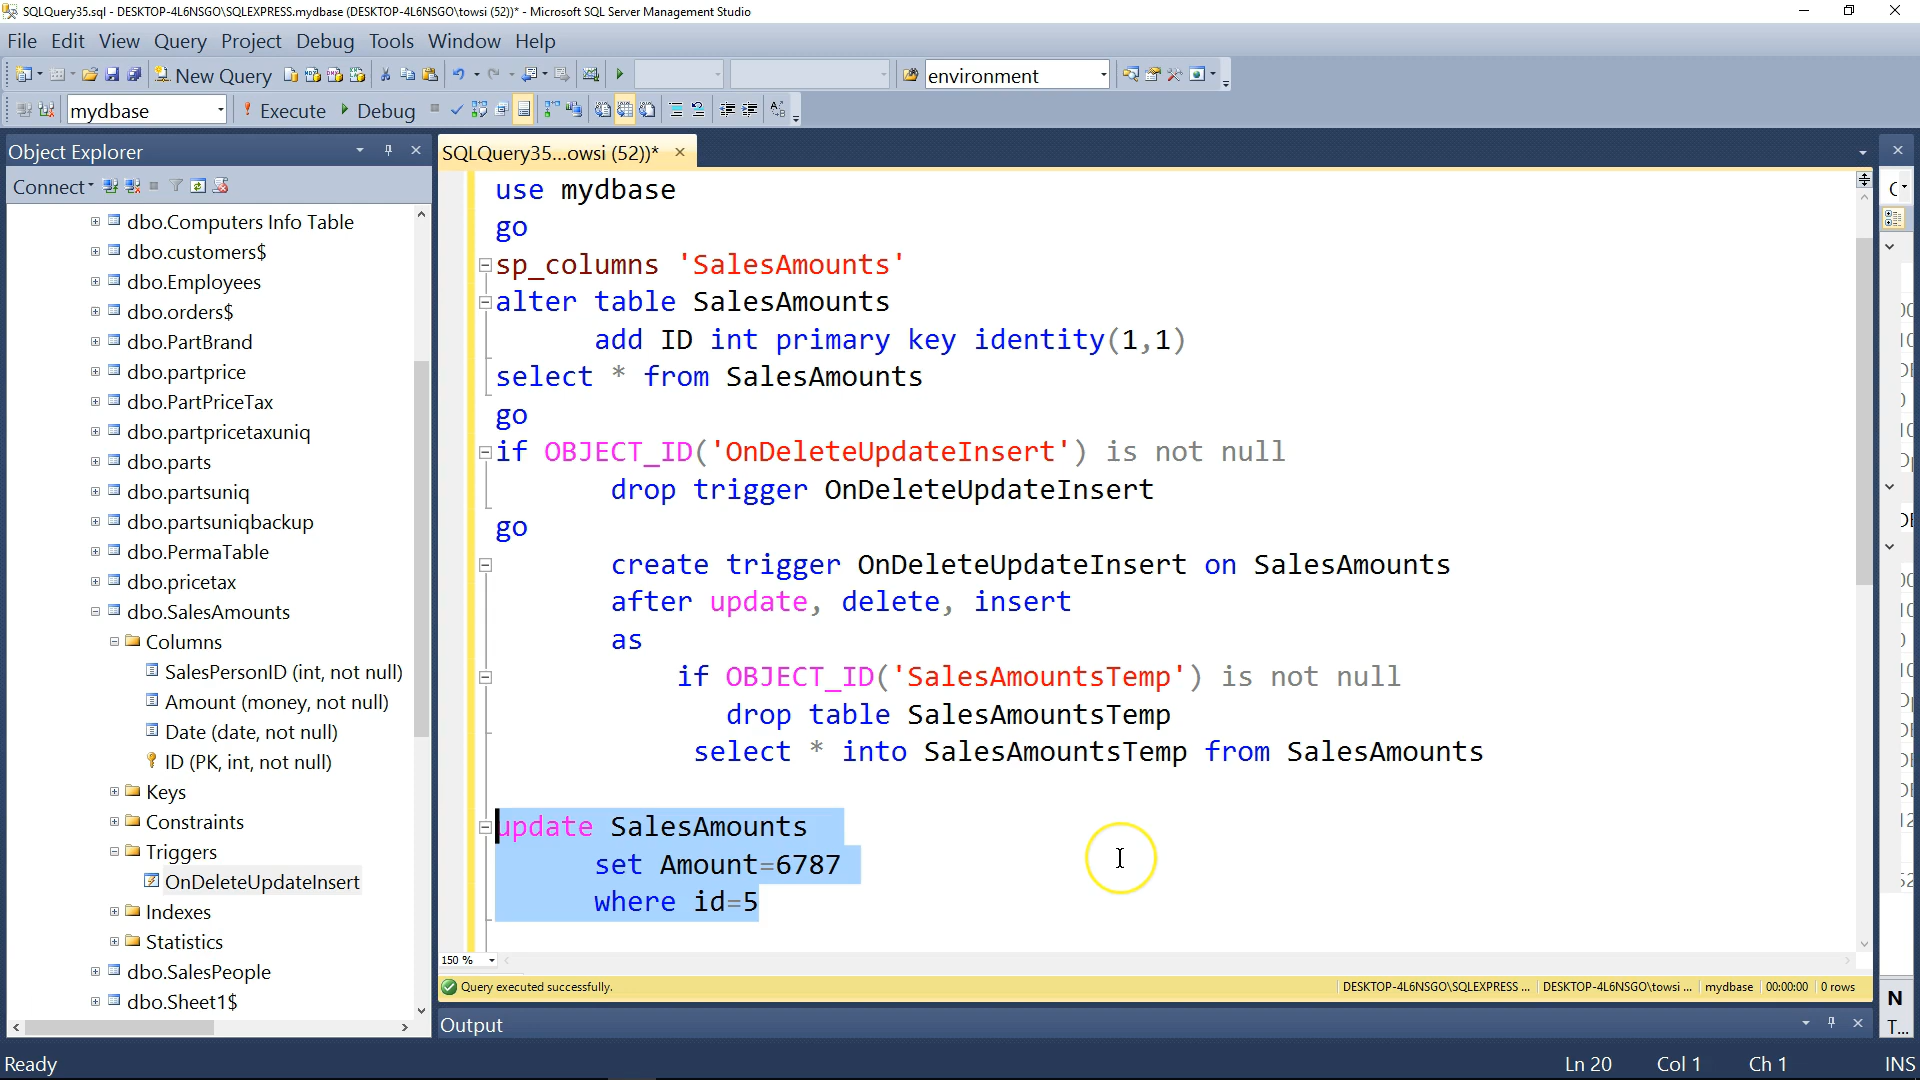 SQLQuery35.sql - DESKTOP-4L6NSGO\SQLEXPRESS.mydbase (DESKTOP-4L6NSGO\towsi (52))* - Microsoft SQL Server Management Studio
File Edit View Query Project Debug Tools Window Help
New Query
environment
mydbase
Execute
Debug
Object Explorer
Connect
dbo.Computers Info Table
dbo.customers$
dbo.Employees
dbo.orders$
dbo.PartBrand
dbo.partprice
dbo.PartPriceTax
dbo.partpricetaxuniq
dbo.parts
dbo.partsuniq
dbo.partsuniqbackup
dbo.PermaTable
dbo.pricetax
dbo.SalesAmounts
Columns
SalesPersonID (int, not null)
Amount (money, not null)
Date (date, not null)
ID (PK, int, not null)
Keys
Constraints
Triggers
OnDeleteUpdateInsert
Indexes
Statistics
dbo.SalesPeople
dbo.Sheet1$
SQLQuery35...owsi (52))*
use mydbase
go
sp_columns 'SalesAmounts'
alter table SalesAmounts
add ID int primary key identity(1,1)
select * from SalesAmounts
go
if OBJECT_ID('OnDeleteUpdateInsert') is not null
drop trigger OnDeleteUpdateInsert
go
create trigger OnDeleteUpdateInsert on SalesAmounts
after update, delete, insert
as
if OBJECT_ID('SalesAmountsTemp') is not null
drop table SalesAmountsTemp
select * into SalesAmountsTemp from SalesAmounts
update SalesAmounts
set Amount=6787
where id=5
150 %
Query executed successfully.
DESKTOP-4L6NSGO\SQLEXPRESS ...
DESKTOP-4L6NSGO\towsi ...
mydbase
00:00:00
0 rows
Output
N
T...
Ready
Ln 20
Col 1
Ch 1
INS